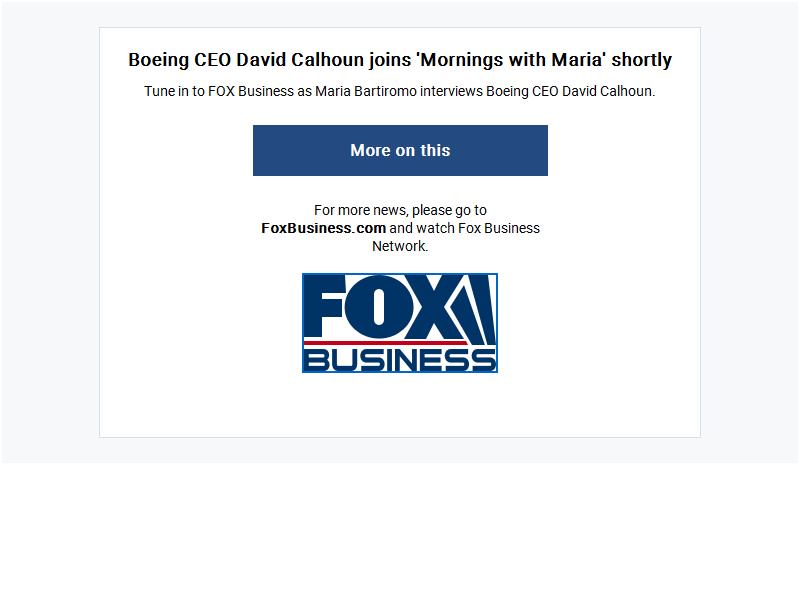 Boeing CEO David Calhoun joins 'Mornings with Maria' shortly
Tune in to FOX Business as Maria Bartiromo interviews Boeing CEO David Calhoun.
More on this
For more news, please go to
FoxBusiness.com and watch Fox Business
Network.
FOX
BUSINESS